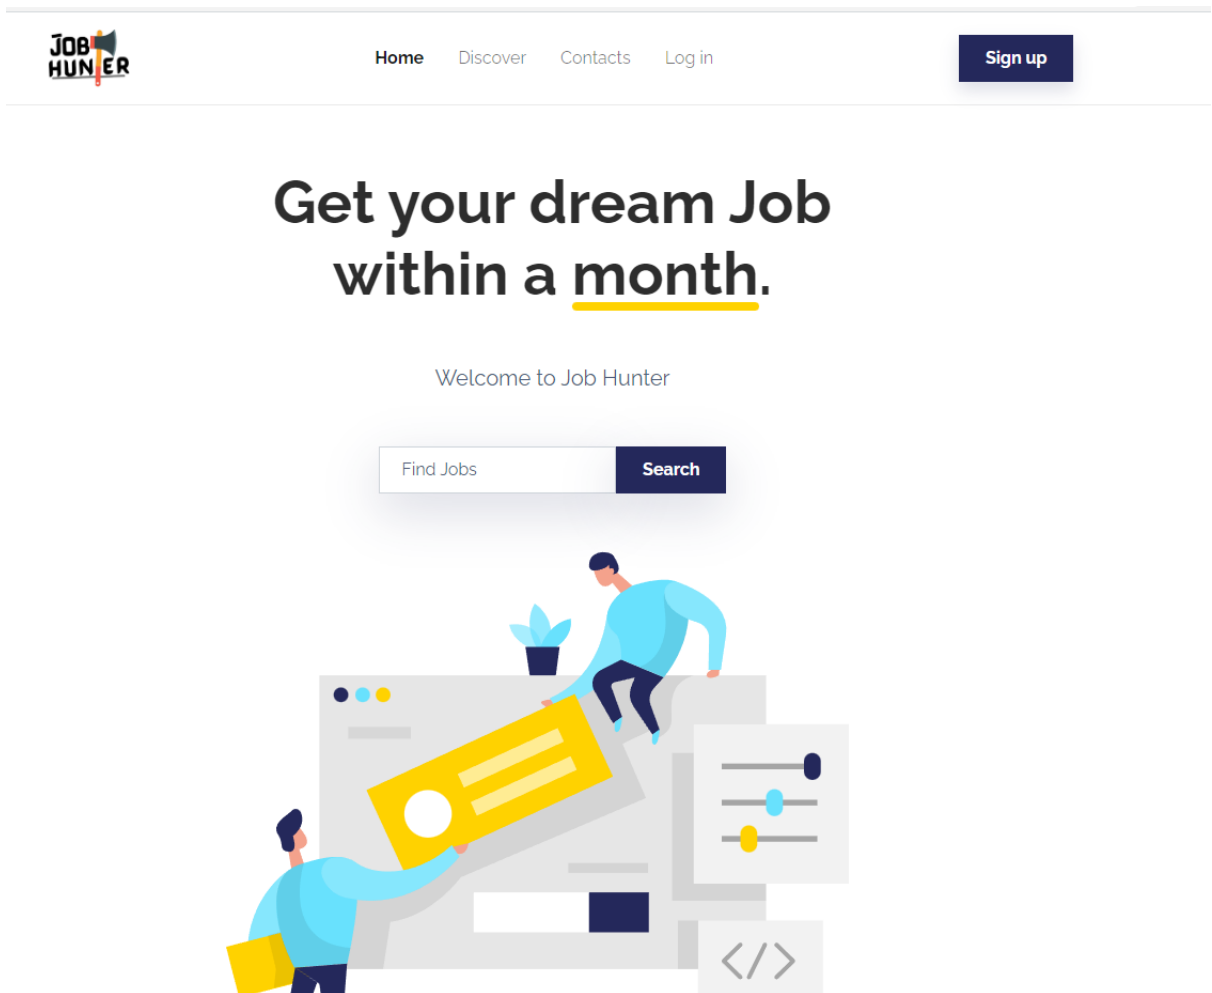 JOB
HUNTER
Home Discover Contacts Log in
Sign up
Get your dream Job
within a month.
Welcome to Job Hunter
Find Jobs
Search
</>